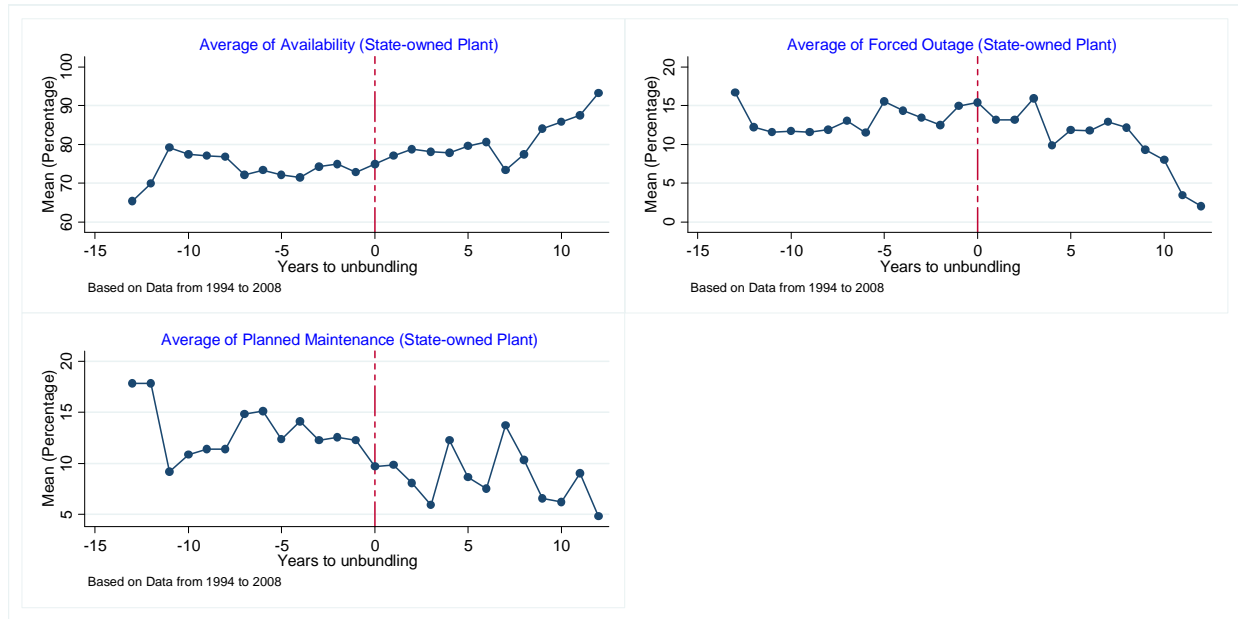 Average of Availability (State-owned Plant)
Mean (Percentage)
100
90
80
70
60
-15 -10 -5 0 5 10
Years to unbundling
Based on Data from 1994 to 2008
Average of Forced Outage (State-owned Plant)
Mean (Percentage)
20
15
10
5
0
-15 -10 -5 0 5 10
Years to unbundling
Based on Data from 1994 to 2008
Average of Planned Maintenance (State-owned Plant)
Mean (Percentage)
20
15
10
5
-15 -10 -5 0 5 10
Years to unbundling
Based on Data from 1994 to 2008